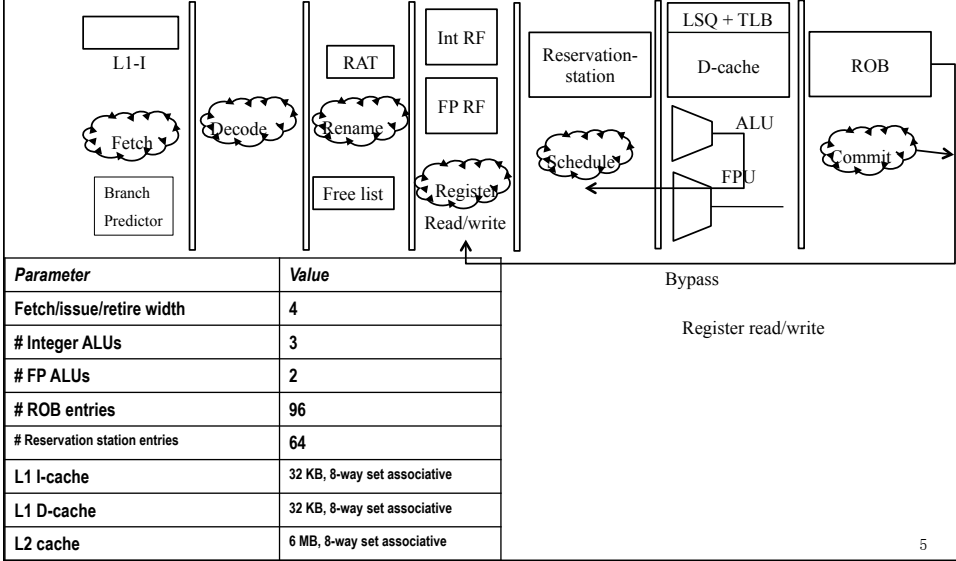 L1-I
Fetch
Branch
Predictor
Decode
RAT
Rename
Free list
Int RF
FP RF
Register
Read/write
Reservation-
station
Schedule
LSQ + TLB
D-cache
ALU
FPU
ROB
Commit
Bypass
Register read/write
Parameter Value
Fetch/issue/retire width 4
# Integer ALUs 3
# FP ALUs 2
# ROB entries 96
# Reservation station entries 64
L1 I-cache 32 KB, 8-way set associative
L1 D-cache 32 KB, 8-way set associative
L2 cache 6 MB, 8-way set associative
5